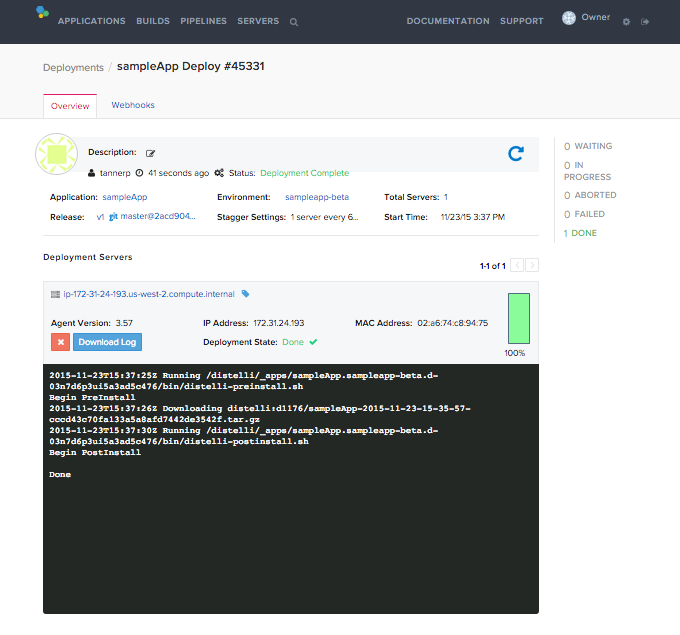 APPLICATIONS BUILDS PIPELINES SERVERS DOCUMENTATION SUPPORT Owner
Deployments / sampleApp Deploy #45331
Overview Webhooks
Description:
tannerp 41 seconds ago Status: Deployment Complete
Application: sampleApp Environment: sampleapp-beta Total Servers: 1
Release: v1 git master@2acd904... Stagger Settings: 1 server every 6... Start Time: 11/23/15 3:37 PM
0 WAITING
0 IN
PROGRESS
0 ABORTED
0 FAILED
1 DONE
Deployment Servers
1-1 of 1
ip-172-31-24-193.us-west-2.compute.internal
Agent Version: 3.57 IP Address: 172.31.24.193 MAC Address: 02:a6:74:c8:94:75
Download Log Deployment State: Done
100%
2015-11-23T15:37:25Z Running /distelli/_apps/sampleApp.sampleapp-beta.d-
03n7d6p3ui5a3ad5c476/bin/distelli-preinstall.sh
Begin PreInstall
2015-11-23T15:37:26Z Downloading distelli:d1176/sampleApp-2015-11-23-15-35-57-
cccd43c70fa133a5a8afd7442de3542f.tar.gz
2015-11-23T15:37:30Z Running /distelli/_apps/sampleApp.sampleapp-beta.d-
03n7d6p3ui5a3ad5c476/bin/distelli-postinstall.sh
Begin PostInstall
Done